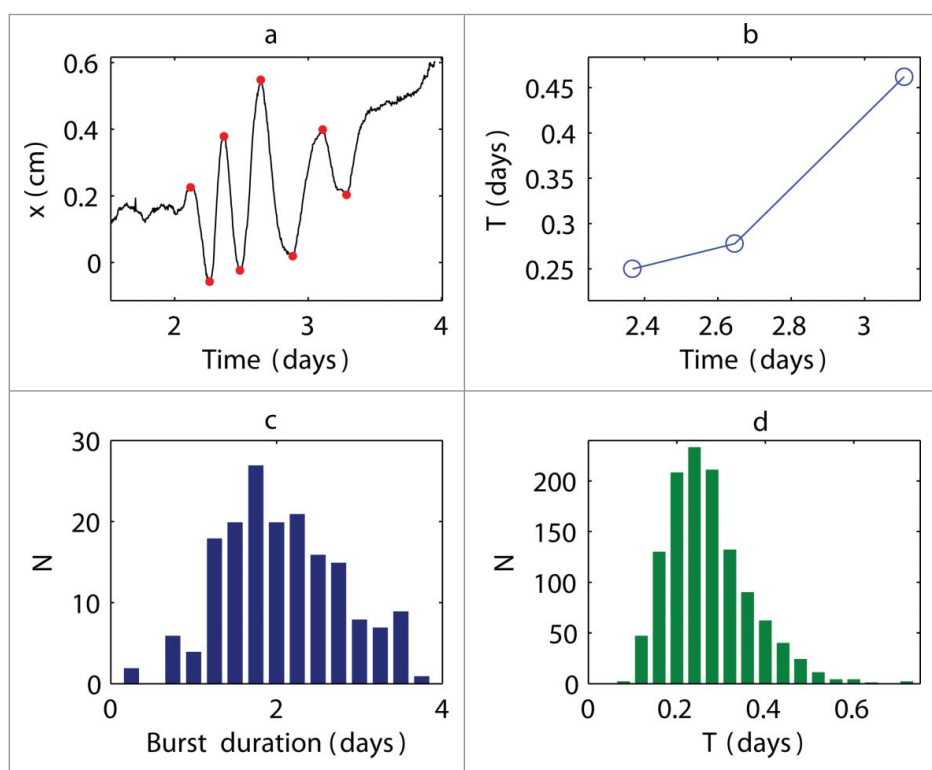 a
0.6
0.4
0.2
0
x (cm)
2 3 4
Time (days)
b
0.45
0.4
0.35
0.3
0.25
T (days)
2.4 2.6 2.8 3
Time (days)
c
30
20
10
0
N
0 2 4
Burst duration (days)
d
200
150
100
50
0
N
0 0.2 0.4 0.6
T (days)